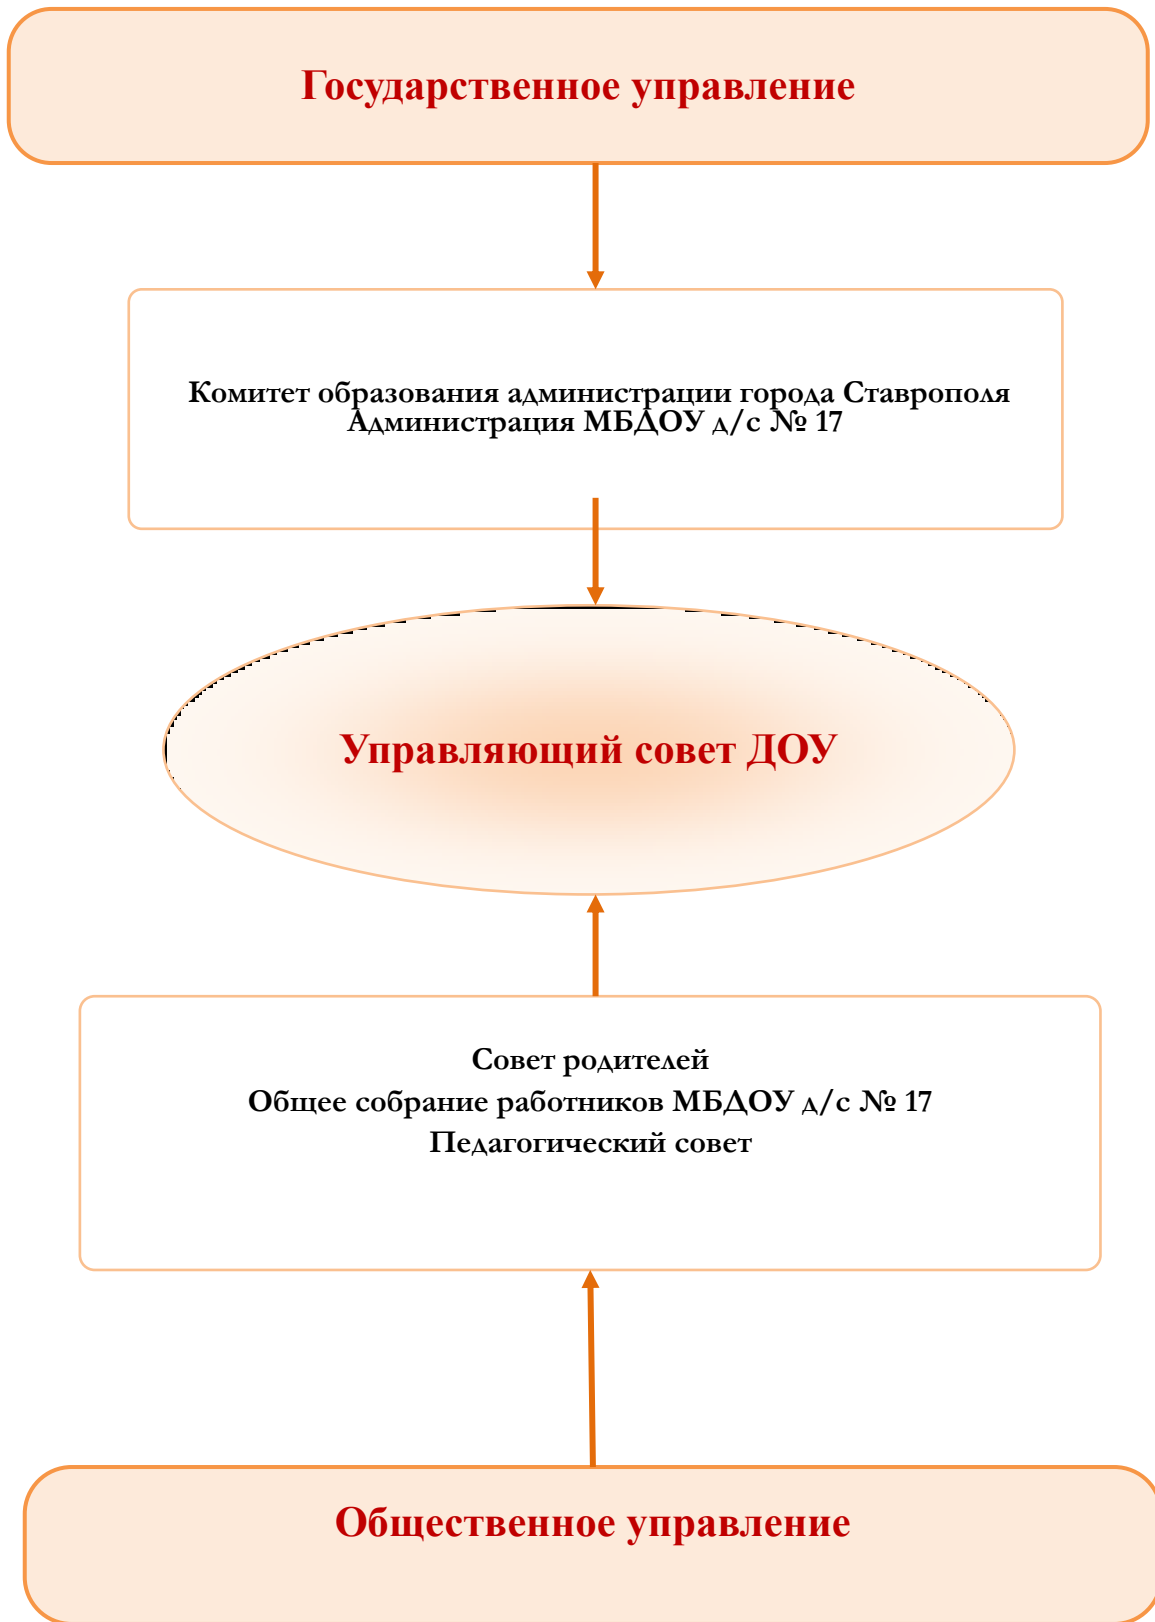 Государственное управление
Комитет образования администрации города Ставрополя
Администрация МБДОУ д/с № 17
Управляющий совет ДОУ
Совет родителей
Общее собрание работников МБДОУ д/с № 17
Педагогический совет
Общественное управление